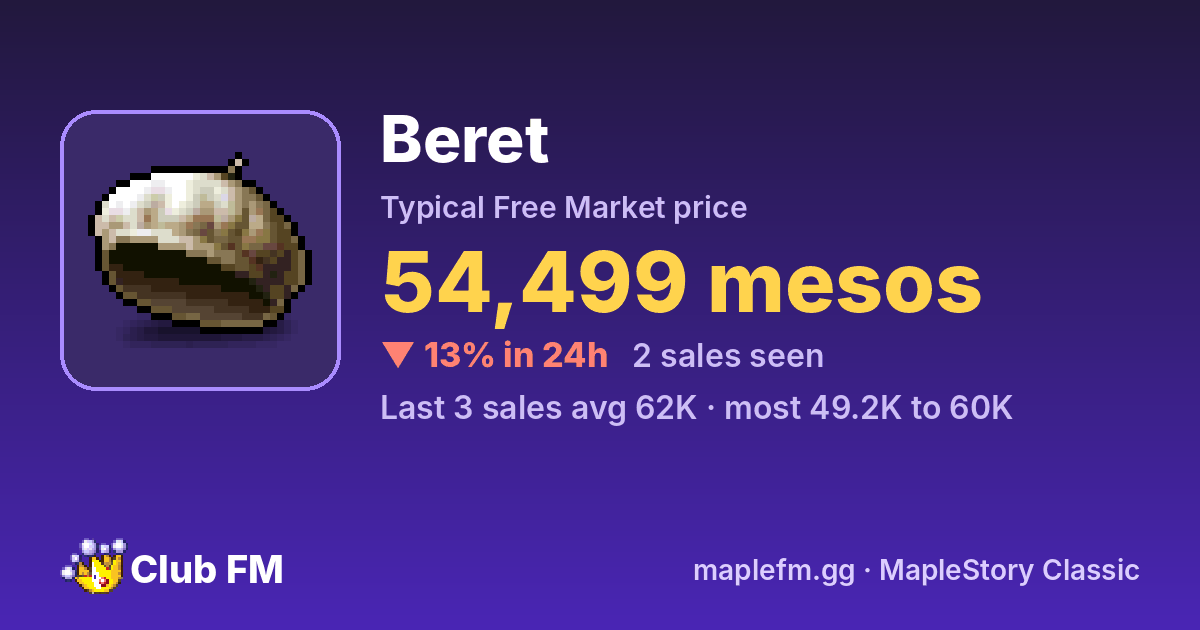 Beret
Typical Free Market price
54,499 mesos
▼ 13% in 24h 2 sales seen
Last 3 sales avg 62K · most 49.2K to 60K
Club FM
maplefm.gg · MapleStory Classic